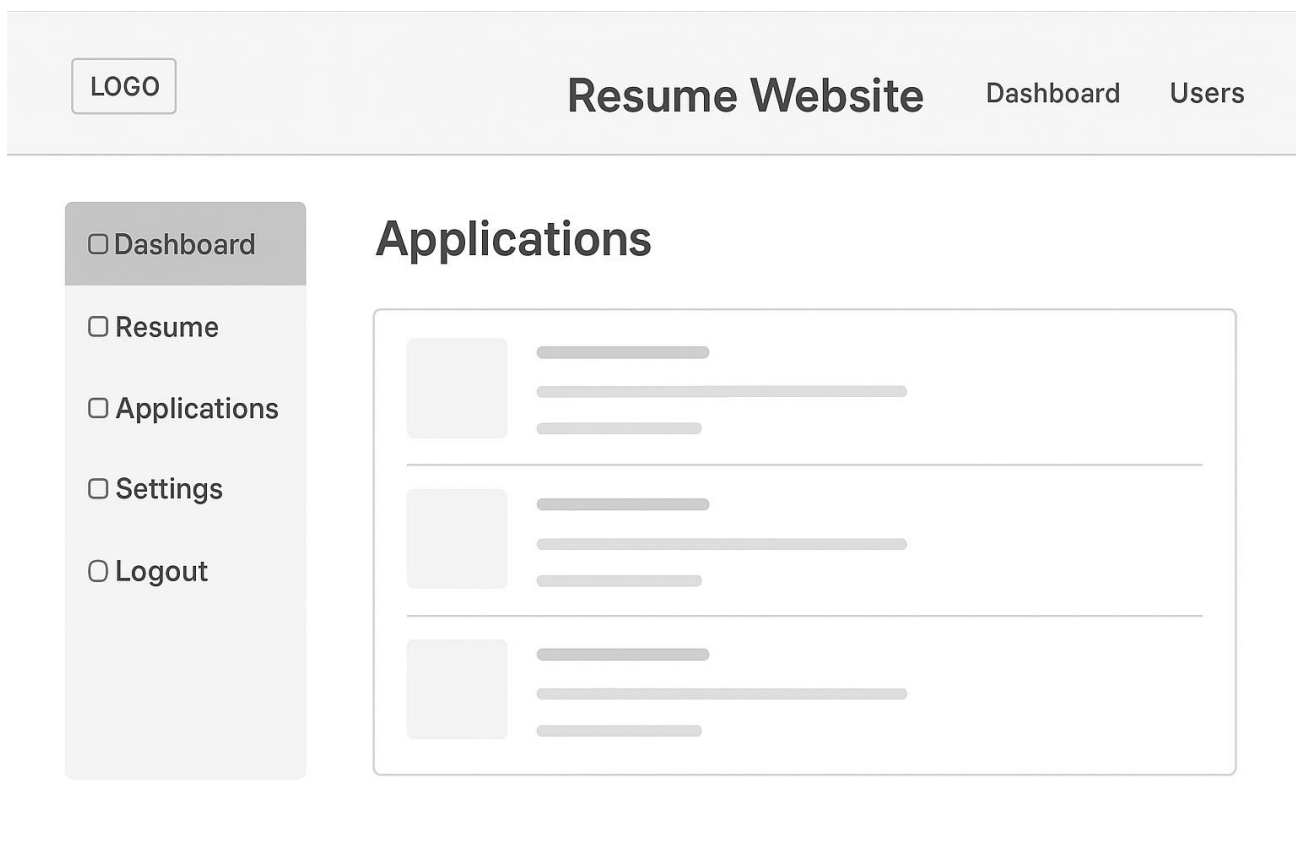 LOGO
Resume Website
Dashboard
Users
Dashboard
Resume
Applications
Settings
Logout
Applications